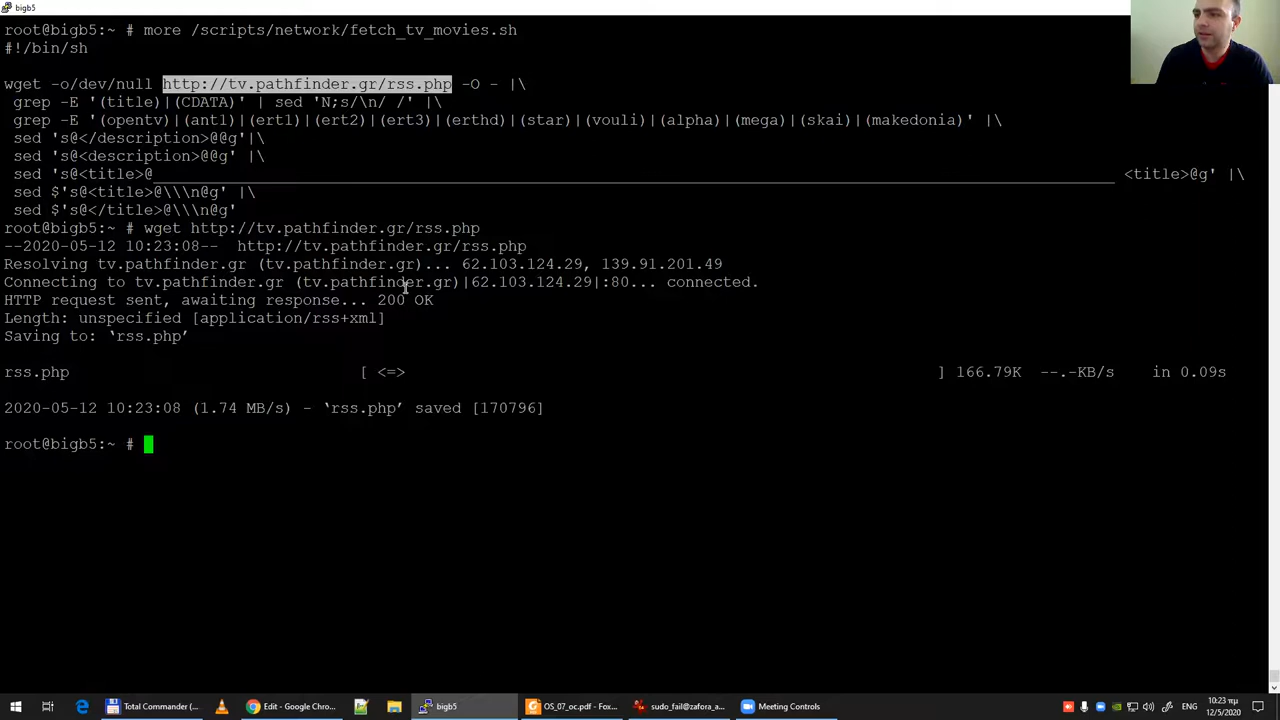 bigb5
root@bigb5:~ # more /scripts/network/fetch_tv_movies.sh
#!/bin/sh
wget -o/dev/null http://tv.pathfinder.gr/rss.php -O - |\
grep -E '(title)|(CDATA)' | sed 'N;s/\n/ /' |\
grep -E '(opentv)|(ant1)|(ert1)|(ert2)|(ert3)|(erthd)|(star)|(vouli)|(alpha)|(mega)|(skai)|(makedonia)' |\
sed 's@</description>@@g'|\
sed 's@<description>@@g' |\
sed 's@<title>@_______________________________________________________________________________________________________ <title>@g' |\
sed $'s@<title>@\\\n@g' |\
sed $'s@</title>@\\\n@g'
root@bigb5:~ # wget http://tv.pathfinder.gr/rss.php
--2020-05-12 10:23:08-- http://tv.pathfinder.gr/rss.php
Resolving tv.pathfinder.gr (tv.pathfinder.gr)... 62.103.124.29, 139.91.201.49
Connecting to tv.pathfinder.gr (tv.pathfinder.gr)|62.103.124.29|:80... connected.
HTTP request sent, awaiting response... 200 OK
Length: unspecified [application/rss+xml]
Saving to: ‘rss.php’
rss.php [ <=> ] 166.79K --.-KB/s in 0.09s
2020-05-12 10:23:08 (1.74 MB/s) - ‘rss.php’ saved [170796]
root@bigb5:~ #
Total Commander (... Edit - Google Chro... bigb5 OS_07_oc.pdf - Fox... sudo_fail@zafora_a... Meeting Controls ΕΝG 10:23 πμ
12/5/2020